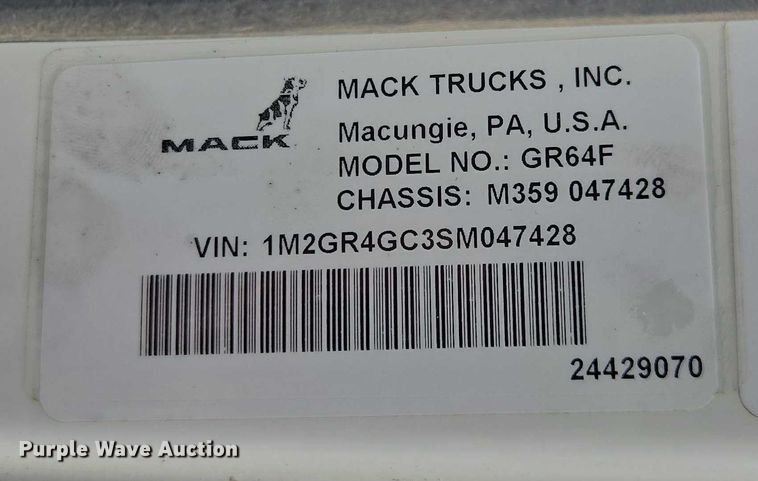 MACK
MACK TRUCKS , INC.
Macungie, PA, U.S.A.
MODEL NO.: GR64F
CHASSIS: M359 047428
VIN: 1M2GR4GC3SM047428
24429070
Purple Wave Auction